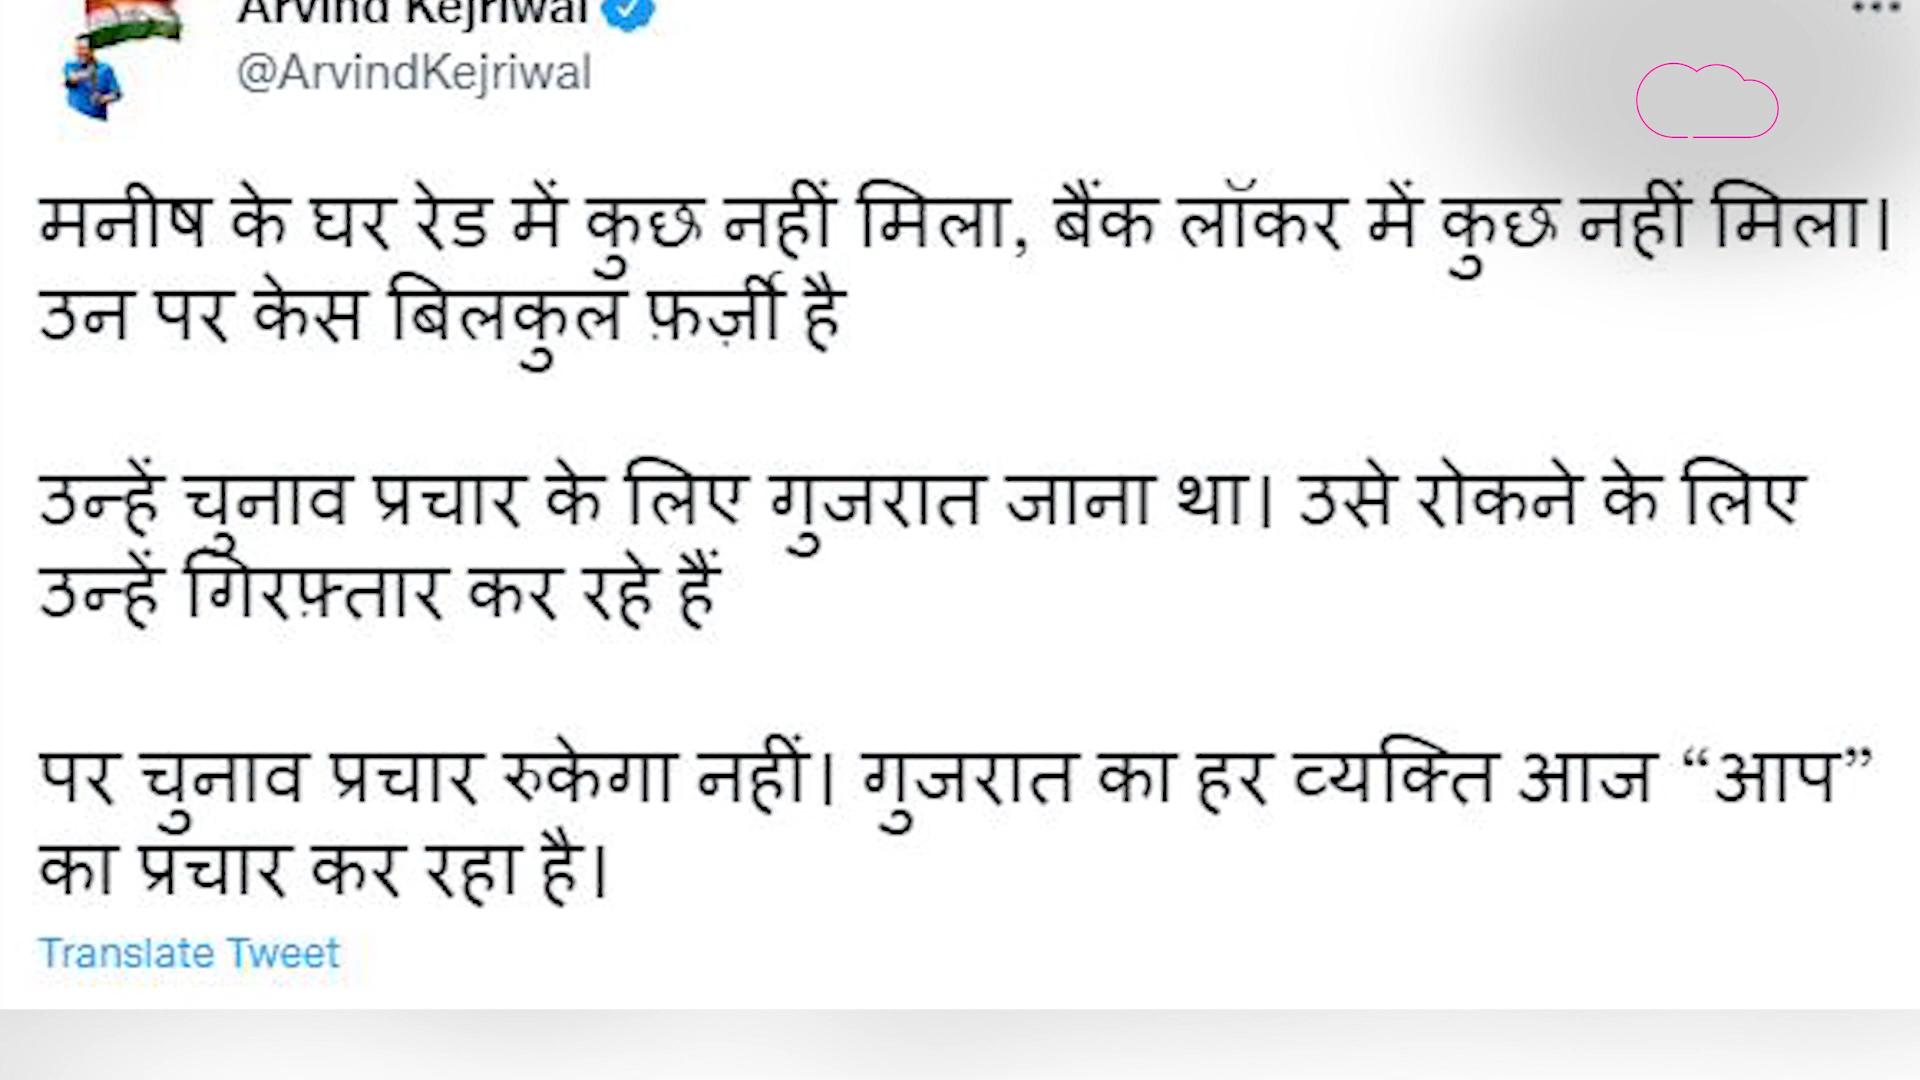 Arvind Kejriwal
@ArvindKejriwal
मनीष के घर रेड में कुछ नहीं मिला, बैंक लॉकर में कुछ नहीं मिला।
उन पर केस बिलकुल फ़र्ज़ी है
उन्हें चुनाव प्रचार के लिए गुजरात जाना था। उसे रोकने के लिए
उन्हें गिरफ़्तार कर रहे हैं
पर चुनाव प्रचार रुकेगा नहीं। गुजरात का हर व्यक्ति आज “आप”
का प्रचार कर रहा है।
Translate Tweet